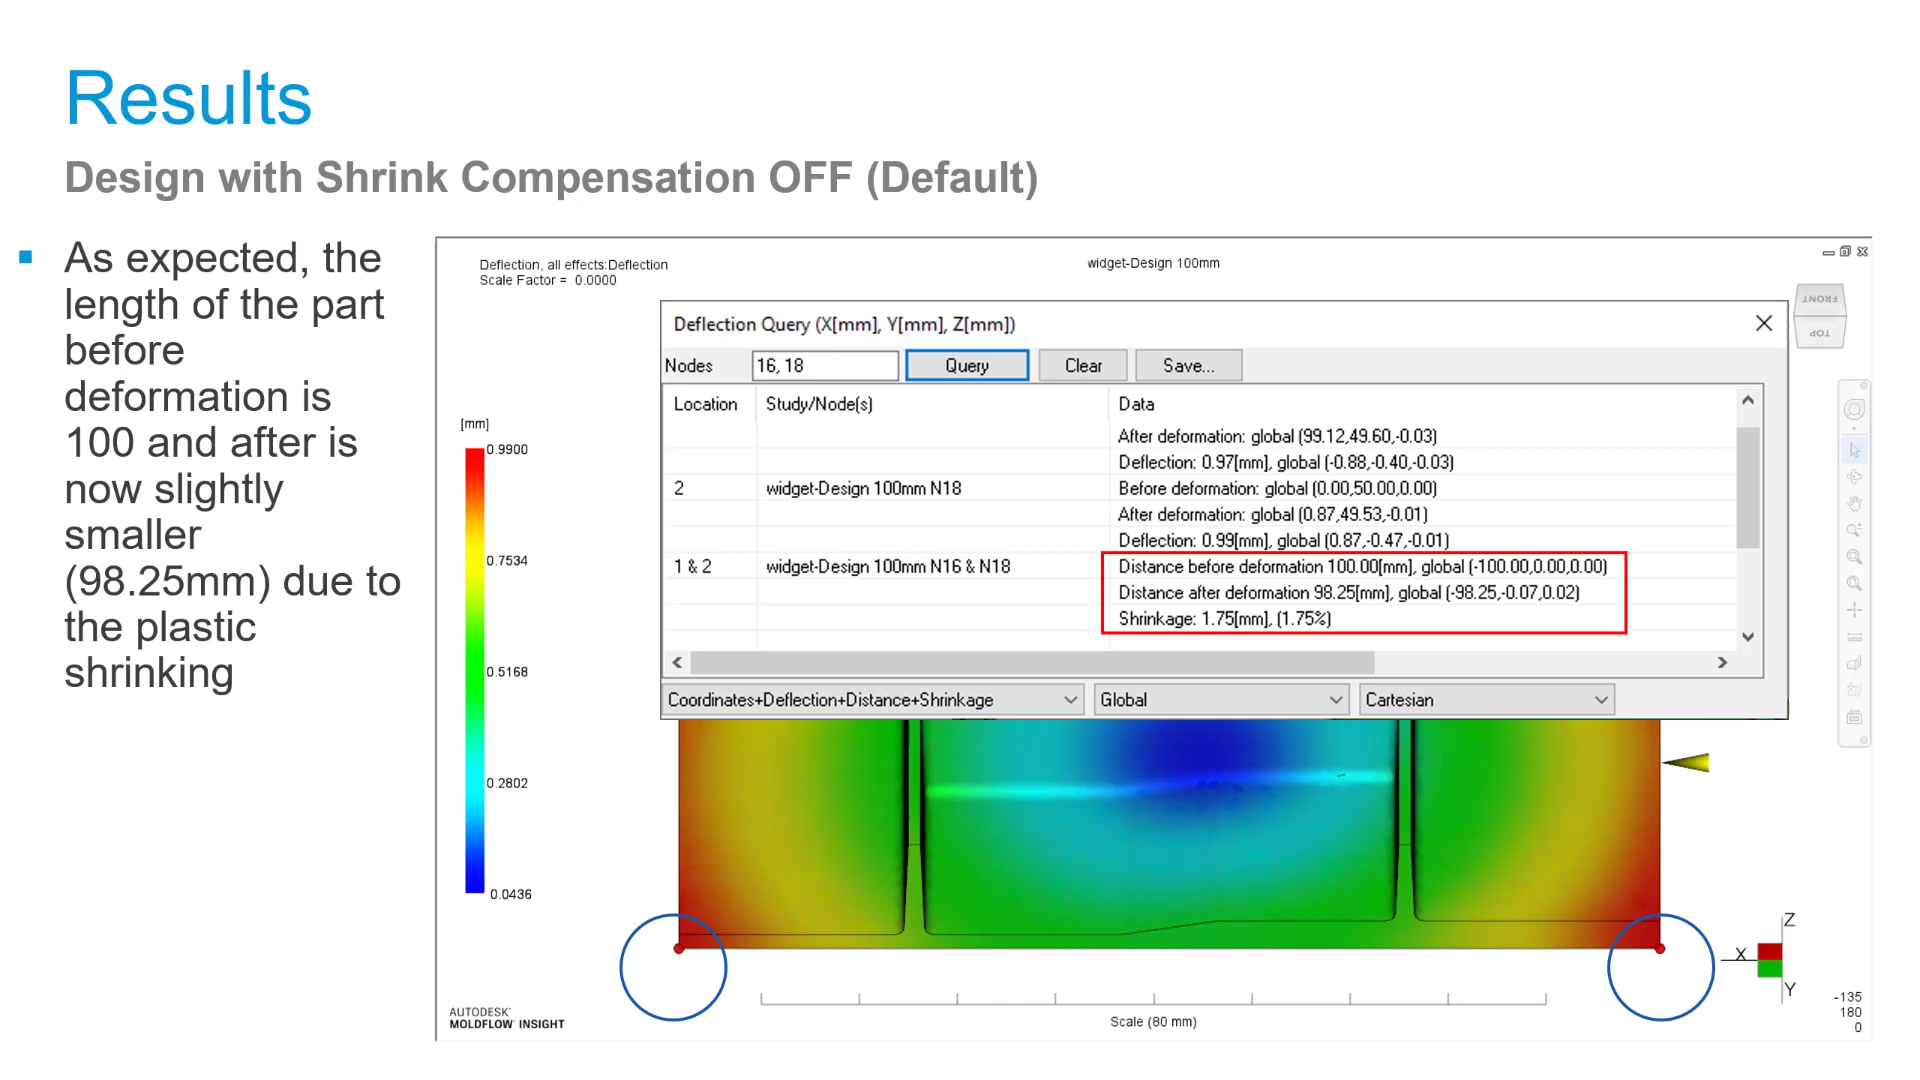 Results
Design with Shrink Compensation OFF (Default)
As expected, the
length of the part
before
deformation is
100 and after is
now slightly
smaller
(98.25mm) due to
the plastic
shrinking
Deflection, all effects:Deflection
Scale Factor = 0.0000
widget-Design 100mm
FRONT
TOP
Deflection Query (X[mm], Y[mm], Z[mm])
Nodes 16, 18 Query Clear Save...
Location Study/Node(s) Data
After deformation: global (99.12,49.60,-0.03)
Deflection: 0.97[mm], global (-0.88,-0.40,-0.03)
2 widget-Design 100mm N18 Before deformation: global (0.00,50.00,0.00)
After deformation: global (0.87,49.53,-0.01)
Deflection: 0.99[mm], global (0.87,-0.47,-0.01)
1 & 2 widget-Design 100mm N16 & N18 Distance before deformation 100.00[mm], global (-100.00,0.00,0.00)
Distance after deformation 98.25[mm], global (-98.25,-0.07,0.02)
Shrinkage: 1.75[mm], (1.75%)
Coordinates+Deflection+Distance+Shrinkage Global Cartesian
[mm]
0.9900
0.7534
0.5168
0.2802
0.0436
Z
X
Y
-135
180
0
Scale (80 mm)
AUTODESK
MOLDFLOW INSIGHT